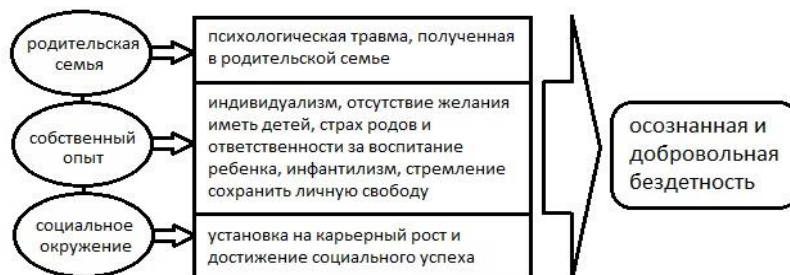 родительская
семья
психологическая травма, полученная
в родительской семье
собственный
опыт
индивидуализм, отсутствие желания
иметь детей, страх родов и
ответственности за воспитание
ребенка, инфантилизм, стремление
сохранить личную свободу
социальное
окружение
установка на карьерный рост и
достижение социального успеха
осознанная и
добровольная
бездетность